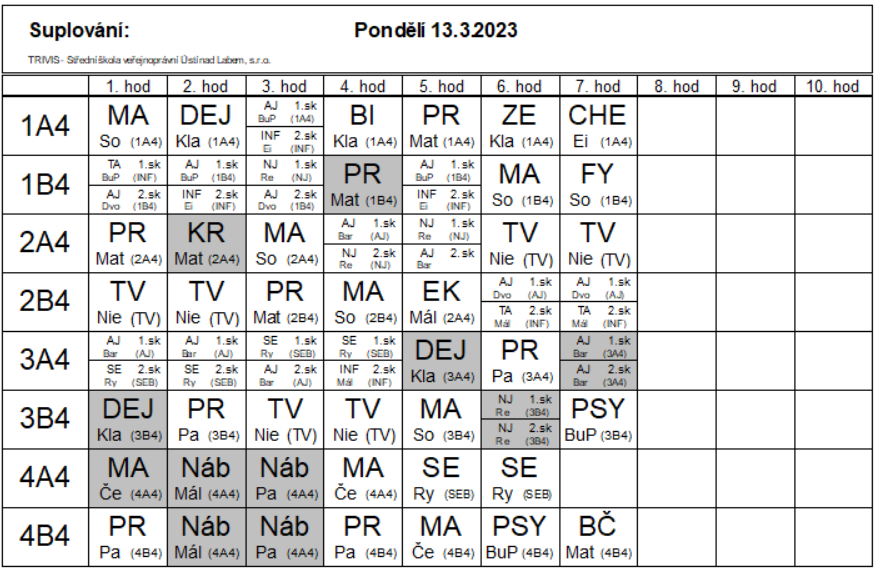 Suplování: Pondělí 13.3.2023
TRIVIS - Střední škola veřejnoprávní Ústí nad Labem, s.r.o.
1. hod 2. hod 3. hod 4. hod 5. hod 6. hod 7. hod 8. hod 9. hod 10. hod
1A4
MA
So (1A4)
DEJ
Kla (1A4)
AJ 1.sk
BuP (1A4)
INF 2.sk
Ei (INF)
BI
Kla (1A4)
PR
Mat (1A4)
ZE
Kla (1A4)
CHE
Ei (1A4)
1B4
TA 1.sk
BuP (INF)
AJ 2.sk
Dvo (1B4)
AJ 1.sk
BuP (1B4)
INF 2.sk
Ei (INF)
NJ 1.sk
Re (NJ)
AJ 2.sk
Dvo (1B4)
PR
Mat (1B4)
AJ 1.sk
BuP (1B4)
INF 2.sk
Ei (INF)
MA
So (1B4)
FY
So (1B4)
2A4
PR
Mat (2A4)
KR
Mat (2A4)
MA
So (2A4)
AJ 1.sk
Bar (AJ)
NJ 2.sk
Re (NJ)
NJ 1.sk
Re (NJ)
AJ 2.sk
Bar
TV
Nie (TV)
TV
Nie (TV)
2B4
TV
Nie (TV)
TV
Nie (TV)
PR
Mat (2B4)
MA
So (2B4)
EK
Mál (2A4)
AJ 1.sk
Dvo (AJ)
TA 2.sk
Mál (INF)
AJ 1.sk
Dvo (AJ)
TA 2.sk
Mál (INF)
3A4
AJ 1.sk
Bar (AJ)
SE 2.sk
Ry (SEB)
AJ 1.sk
Bar (AJ)
SE 2.sk
Ry (SEB)
SE 1.sk
Ry (SEB)
AJ 2.sk
Bar (AJ)
SE 1.sk
Ry (SEB)
INF 2.sk
Mál (INF)
DEJ
Kla (3A4)
PR
Pa (3A4)
AJ 1.sk
Bar (3A4)
AJ 2.sk
Bar (3A4)
3B4
DEJ
Kla (3B4)
PR
Pa (3B4)
TV
Nie (TV)
TV
Nie (TV)
MA
So (3B4)
NJ 1.sk
Re (3B4)
NJ 2.sk
Re (3B4)
PSY
BuP (3B4)
4A4
MA
Če (4A4)
Náb
Mál (4A4)
Náb
Pa (4A4)
MA
Če (4A4)
SE
Ry (SEB)
SE
Ry (SEB)
4B4
PR
Pa (4B4)
Náb
Mál (4A4)
Náb
Pa (4A4)
PR
Pa (4B4)
MA
Če (4B4)
PSY
BuP (4B4)
BČ
Mat (4B4)